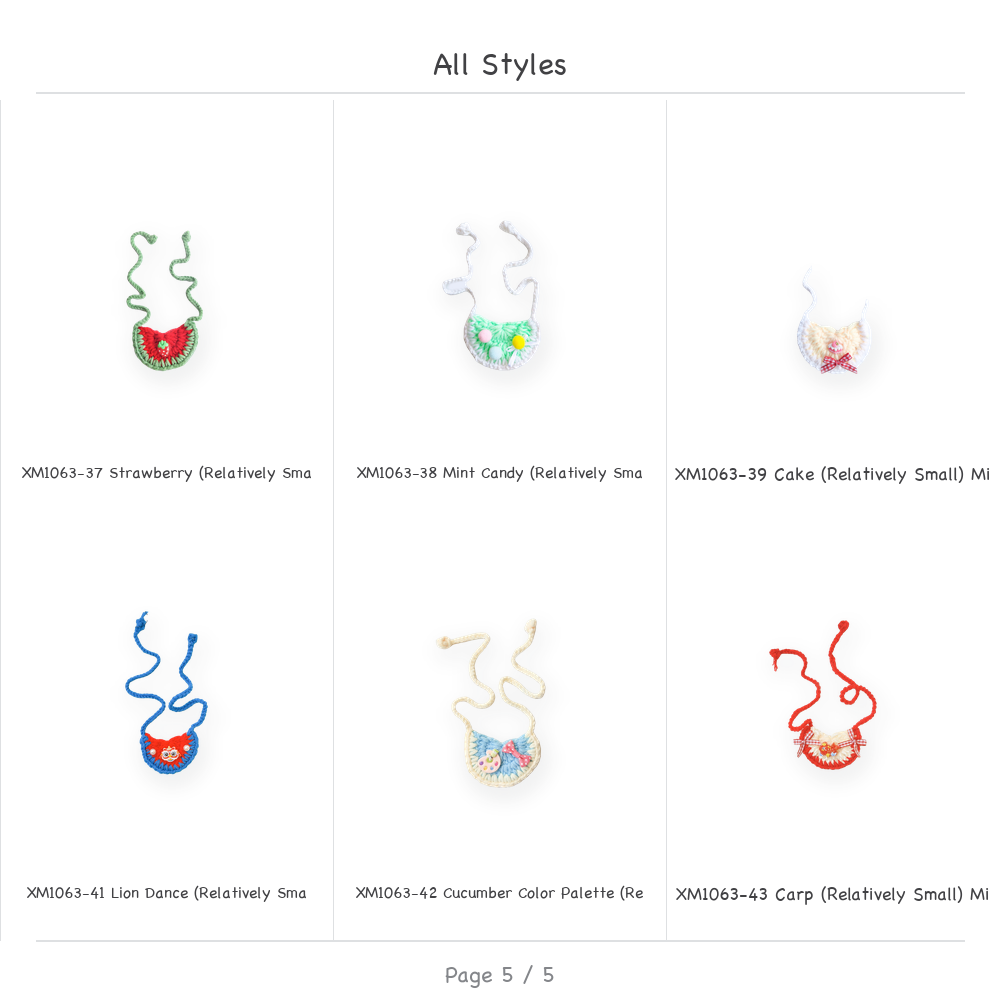 All Styles
XM1063-37 Strawberry (Relatively Sma
XM1063-38 Mint Candy (Relatively Sma
XM1063-39 Cake (Relatively Small) Mi
XM1063-41 Lion Dance (Relatively Sma
XM1063-42 Cucumber Color Palette (Re
XM1063-43 Carp (Relatively Small) Mi
Page 5 / 5